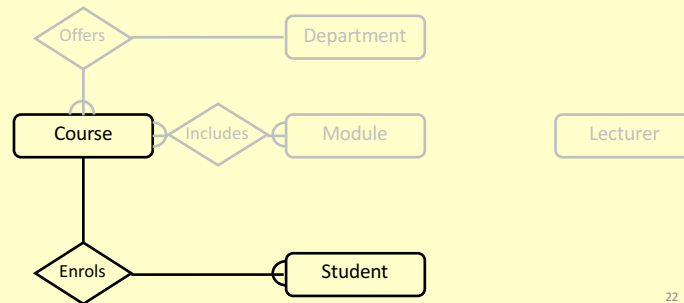 Offers
Department
Course
Includes
Module
Lecturer
Enrols
Student
22